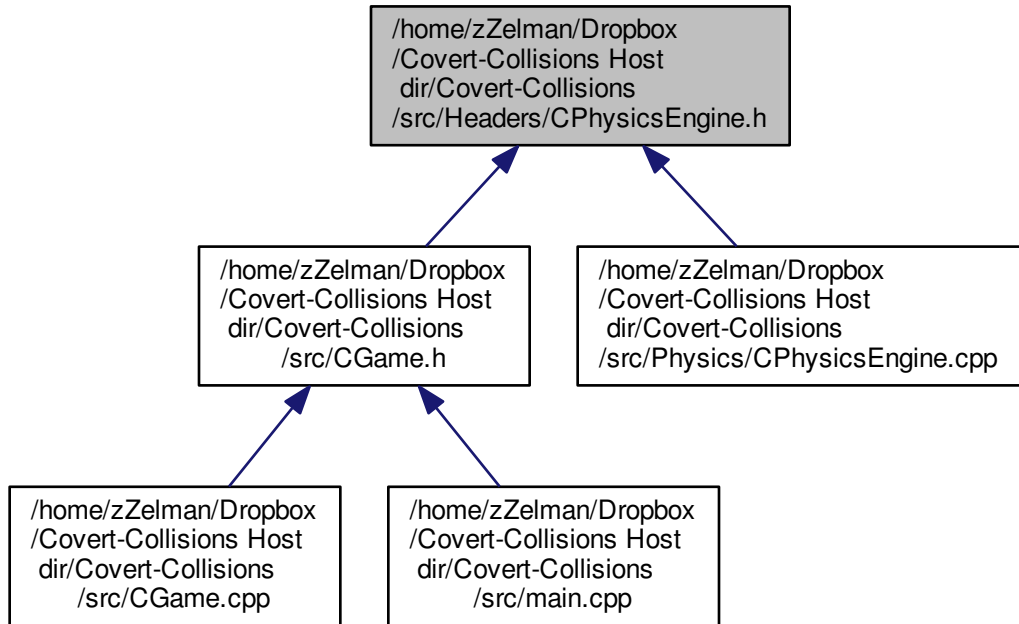 /home/zZelman/Dropbox
/Covert-Collisions Host
dir/Covert-Collisions
/src/Headers/CPhysicsEngine.h
/home/zZelman/Dropbox
/Covert-Collisions Host
dir/Covert-Collisions
/src/CGame.h
/home/zZelman/Dropbox
/Covert-Collisions Host
dir/Covert-Collisions
/src/Physics/CPhysicsEngine.cpp
/home/zZelman/Dropbox
/Covert-Collisions Host
dir/Covert-Collisions
/src/CGame.cpp
/home/zZelman/Dropbox
/Covert-Collisions Host
dir/Covert-Collisions
/src/main.cpp